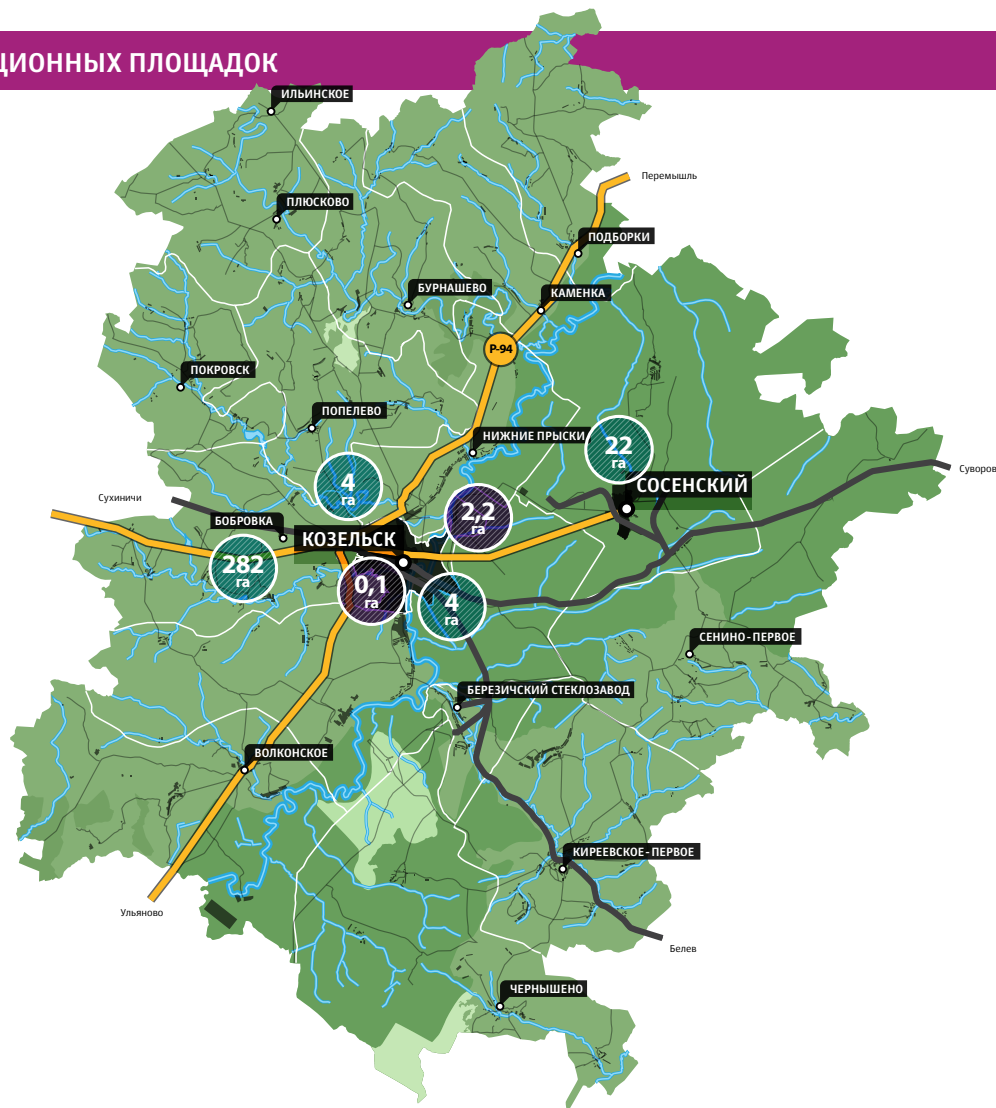 ЦИОННЫХ ПЛОЩАДОК
ИЛЬИНСКОЕ
Перемышль
ПЛЮСКОВО
ПОДБОРКИ
БУРНАШЕВО
КАМЕНКА
Р-94
ПОКРОВСК
ПОПЕЛЕВО
НИЖНИЕ ПРЫСКИ
22
га
Суворов
4
га
СОСЕНСКИЙ
Сухиничи
2,2
га
БОБРОВКА
КОЗЕЛЬСК
282
га
0,1
га
4
га
СЕНИНО-ПЕРВОЕ
БЕРЕЗИЧСКИЙ СТЕКЛОЗАВОД
ВОЛКОНСКОЕ
КИРЕЕВСКОЕ-ПЕРВОЕ
Ульяново
Белев
ЧЕРНЫШЕНО